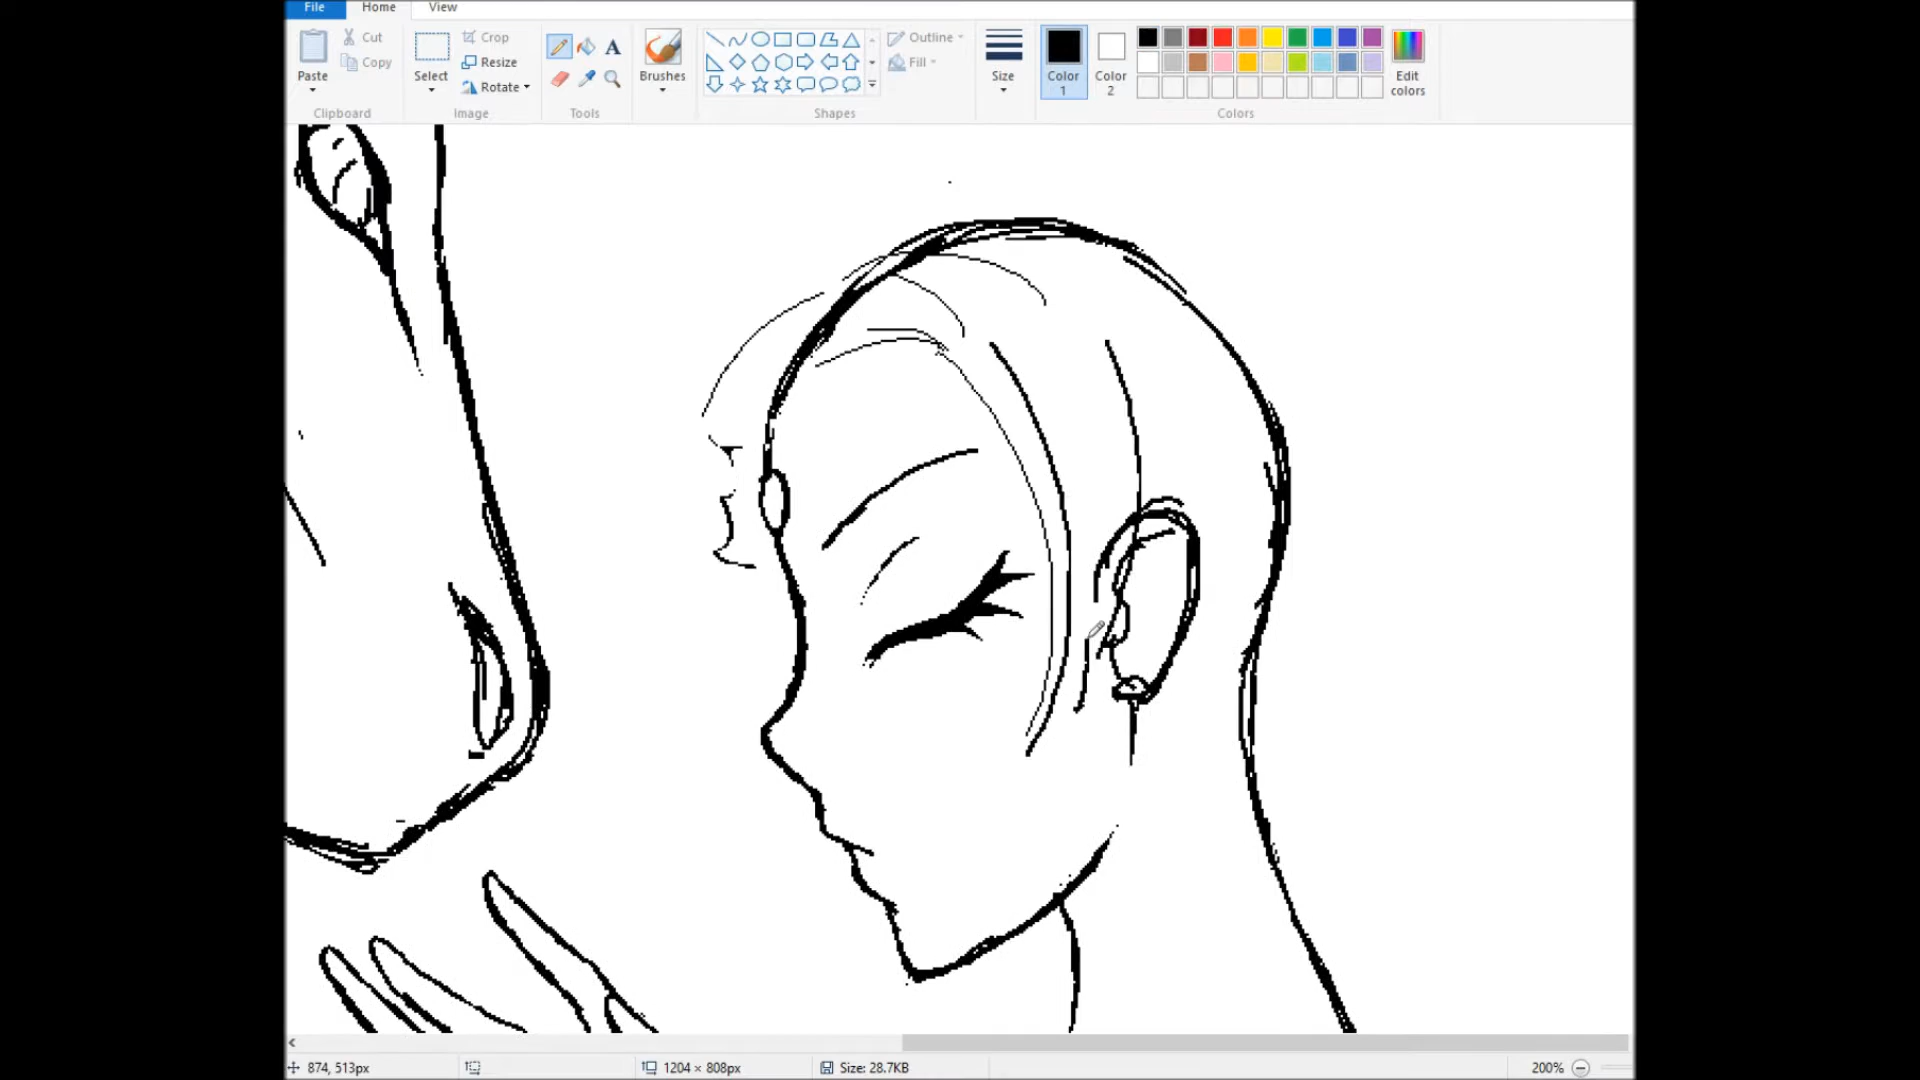 File Home View
Paste
Cut
Copy
Clipboard
Select
Crop
Resize
Rotate
Image
A
Tools
Brushes
Outline
Fill
Shapes
Size
Color 1
Color 2
Edit colors
Colors
874, 513px
1204 × 808px
Size: 28.7KB
200%